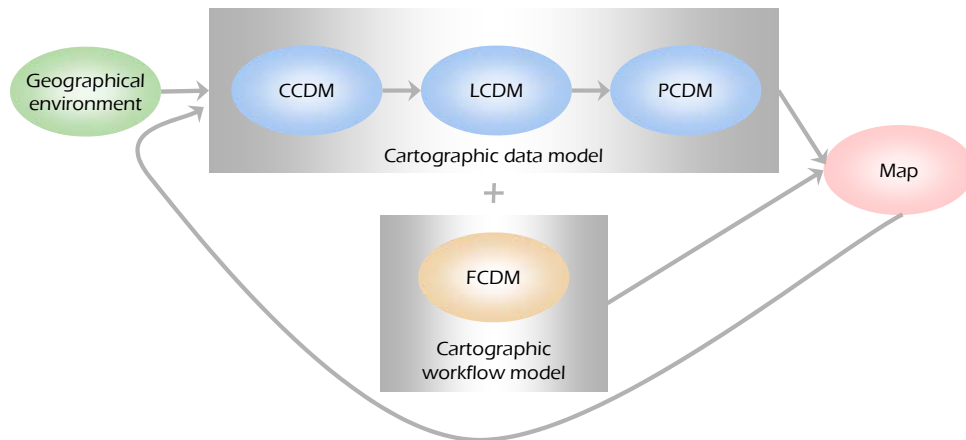 Geographical
environment
CCDM
LCDM
PCDM
Cartographic data model
+
Map
FCDM
Cartographic
workflow model